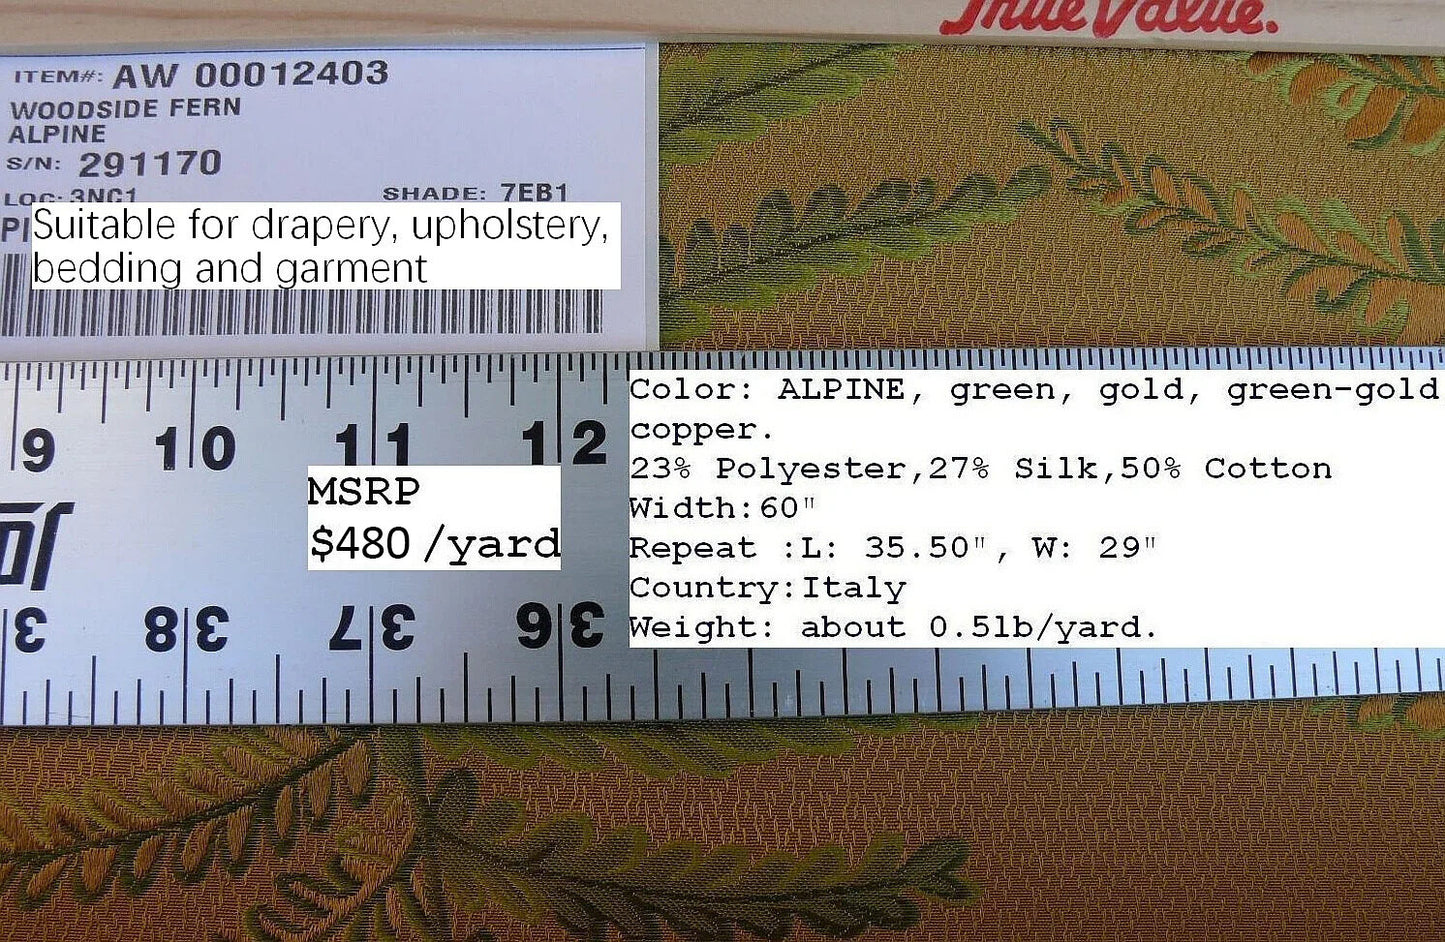 True Value.
ITEM#: AW 00012403
WOODSIDE FERN
ALPINE
S/N: 291170
LOC: 3NC1 SHADE: 7EB1
Suitable for drapery, upholstery,
bedding and garment
9 10 11 12
MSRP
$480 /yard
Color: ALPINE, green, gold, green-gold
copper.
23% Polyester,27% Silk,50% Cotton
Width:60"
Repeat :L: 35.50", W: 29"
Country:Italy
Weight: about 0.5lb/yard.
38 37 36